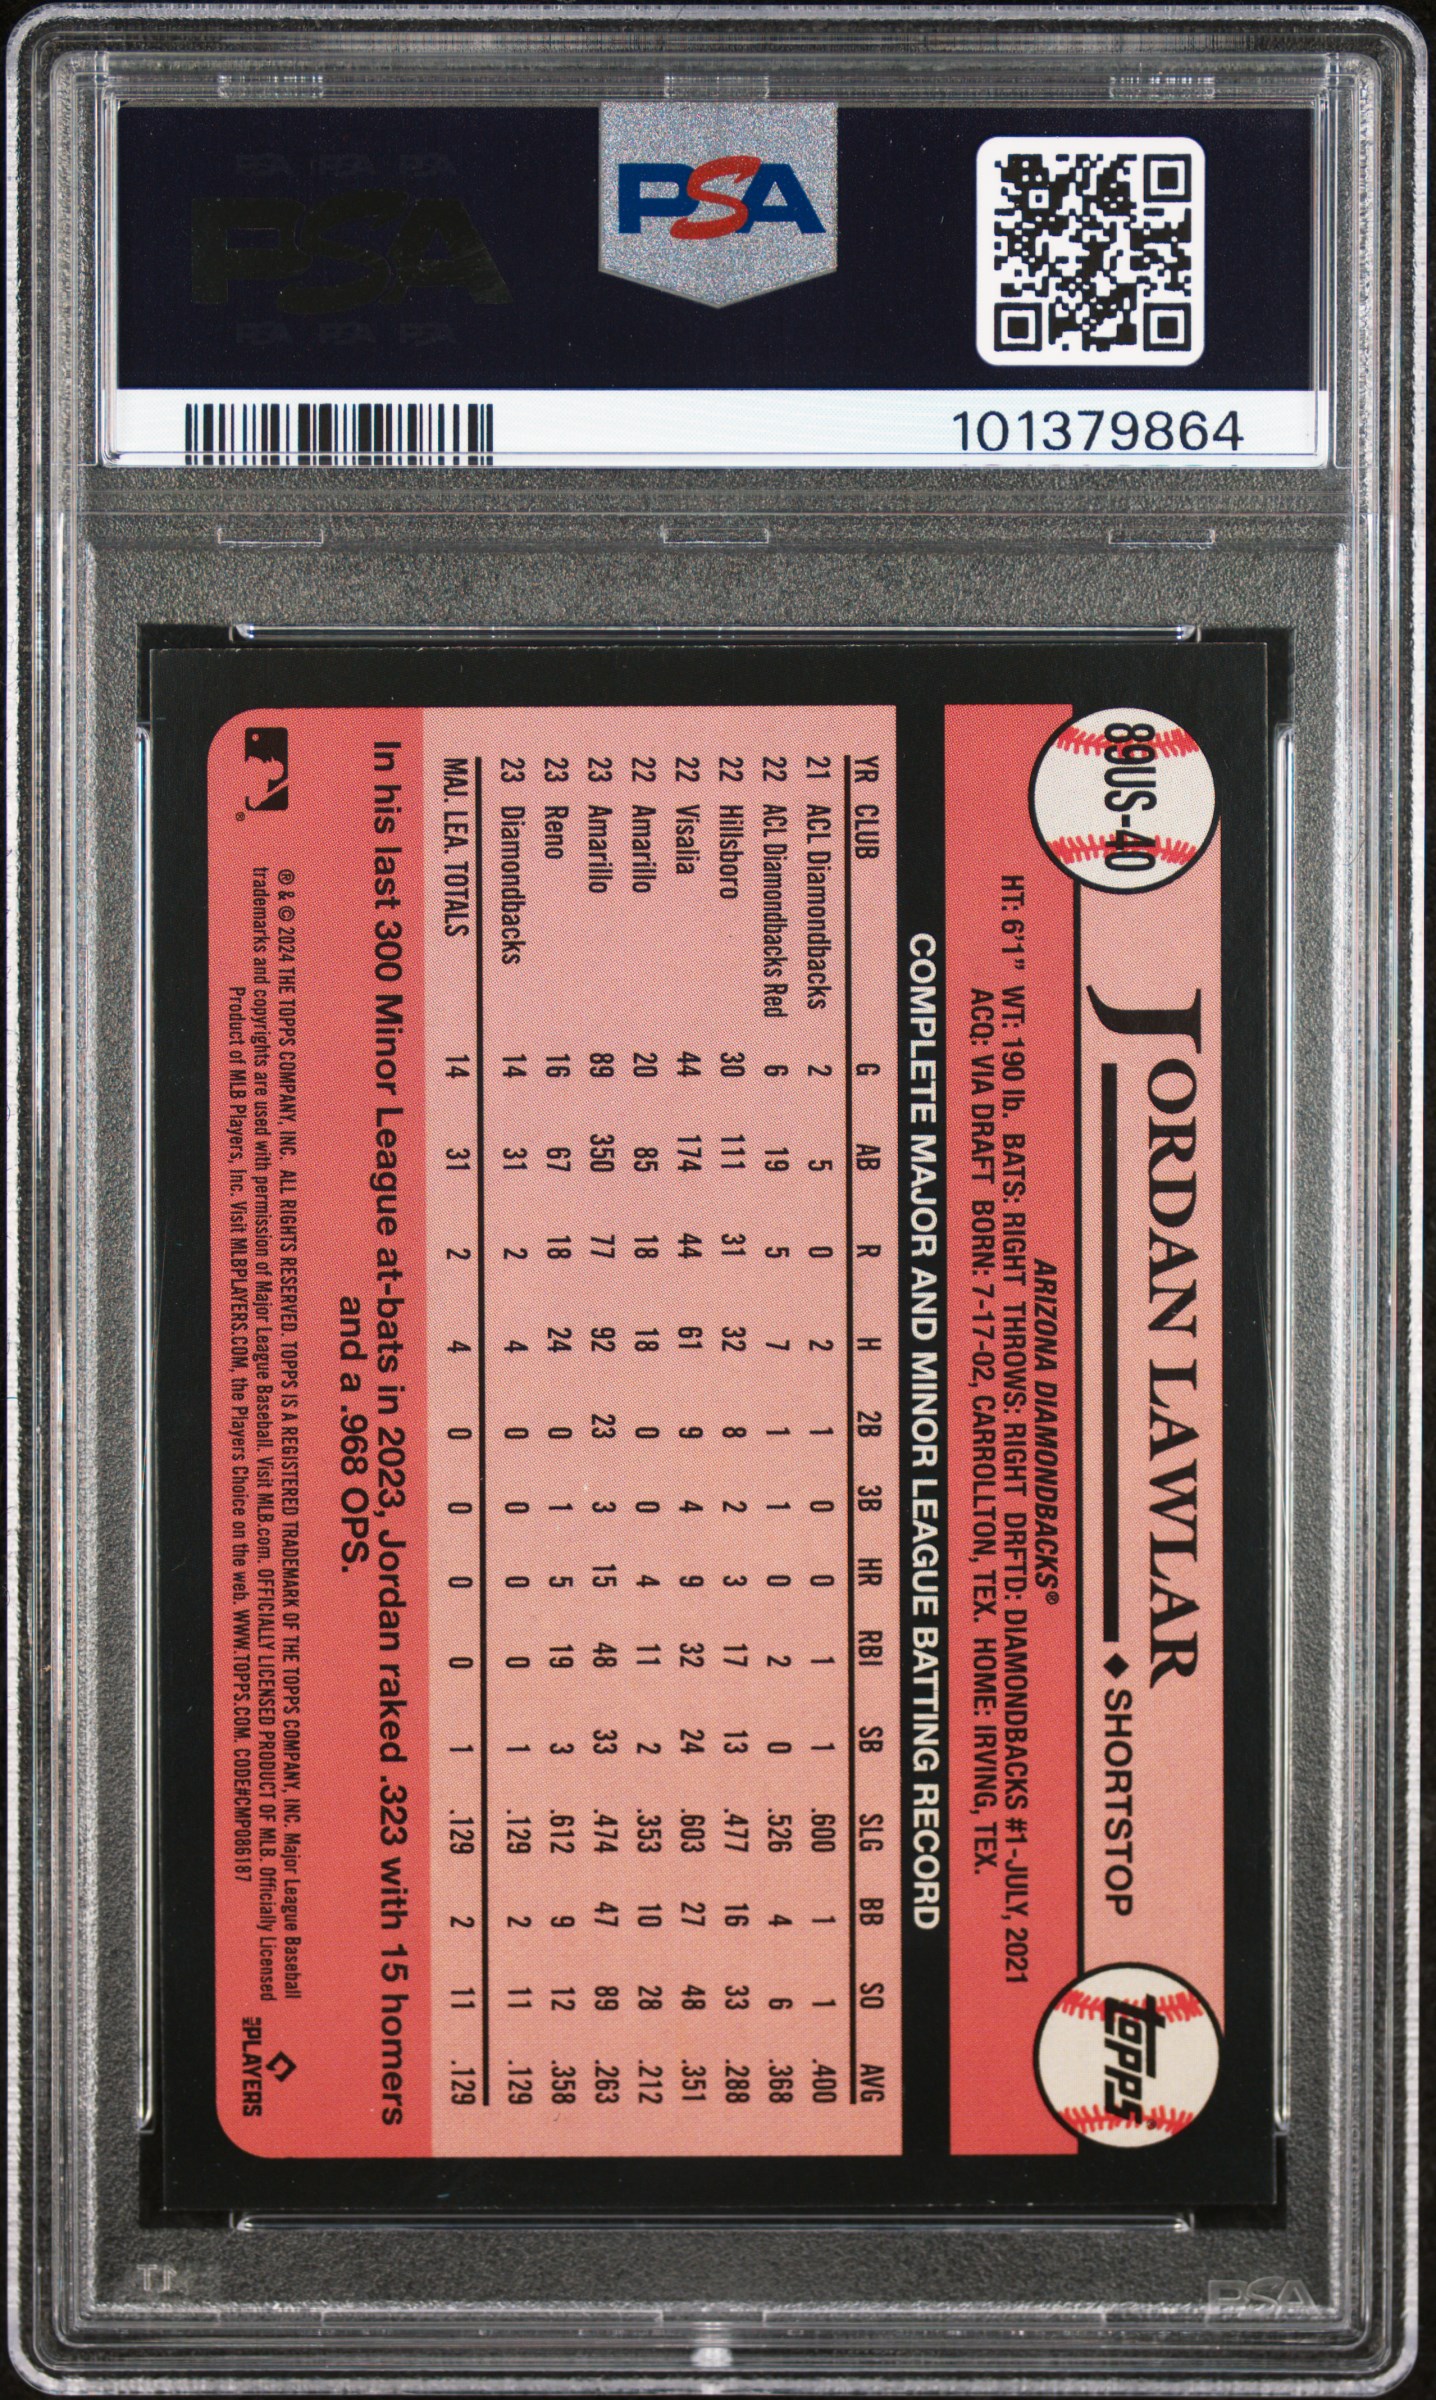 PSA PSA PSA
PSA
PSA PSA PSA
PSA
101379864
89US-40
JORDAN LAWLAR
SHORTSTOP
topps®
ARIZONA DIAMONDBACKS®
HT: 6'1" WT: 190 lb. BATS: RIGHT THROWS: RIGHT DRFTD: DIAMONDBACKS #1-JULY, 2021
ACQ: VIA DRAFT BORN: 7-17-02, CARROLLTON, TEX. HOME: IRVING, TEX.
COMPLETE MAJOR AND MINOR LEAGUE BATTING RECORD
YR CLUB G AB R H 2B 3B HR RBI SB SLG BB SO AVG
21 ACL Diamondbacks 2 5 0 2 1 0 0 1 1 .600 1 1 .400
22 ACL Diamondbacks Red 6 19 5 7 1 1 0 2 0 .526 4 6 .368
22 Hillsboro 30 111 31 32 8 2 3 17 13 .477 16 33 .288
22 Visalia 44 174 44 61 9 4 9 32 24 .603 27 48 .351
22 Amarillo 20 85 18 18 0 0 4 11 2 .353 10 28 .212
23 Amarillo 89 350 77 92 23 3 15 48 33 .474 47 89 .263
23 Reno 16 67 18 24 0 1 5 19 3 .612 9 12 .358
23 Diamondbacks 14 31 2 4 0 0 0 0 1 .129 2 11 .129
MAJ. LEA. TOTALS 14 31 2 4 0 0 0 0 1 .129 2 11 .129
In his last 300 Minor League at-bats in 2023, Jordan raked .323 with 15 homers
and a .968 OPS.
® & © 2024 THE TOPPS COMPANY, INC. ALL RIGHTS RESERVED. TOPPS IS A REGISTERED TRADEMARK OF THE TOPPS COMPANY, INC. Major League Baseball
trademarks and copyrights are used with permission of Major League Baseball. Visit MLB.com. OFFICIALLY LICENSED PRODUCT OF MLB. Officially Licensed
Product of MLB Players, Inc. Visit MLBPLAYERS.COM, the Players Choice on the web. WWW.TOPPS.COM. CODE#CMP086187
MLB PLAYERS
PSA